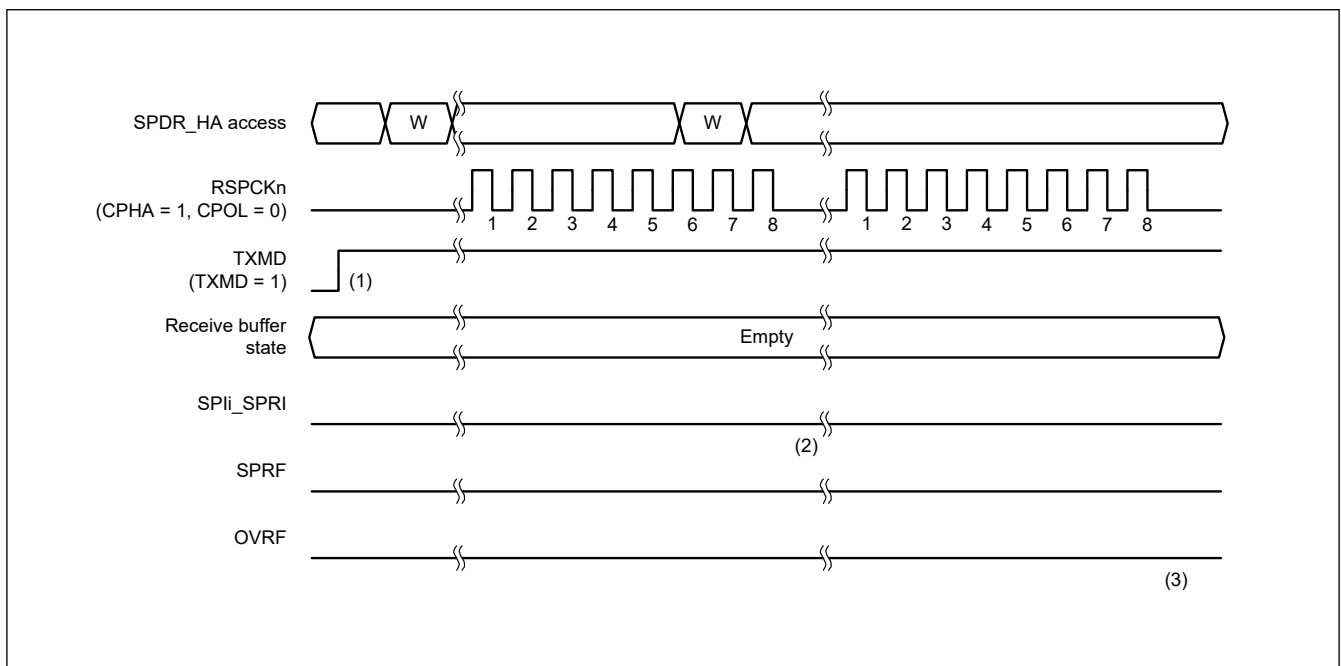 SPDR_HA access
W
W
RSPCKn
(CPHA = 1, CPOL = 0)
1 2 3 4 5 6 7 8
1 2 3 4 5 6 7 8
TXMD
(TXMD = 1)
(1)
Receive buffer
state
Empty
SPIi_SPRI
(2)
SPRF
OVRF
(3)